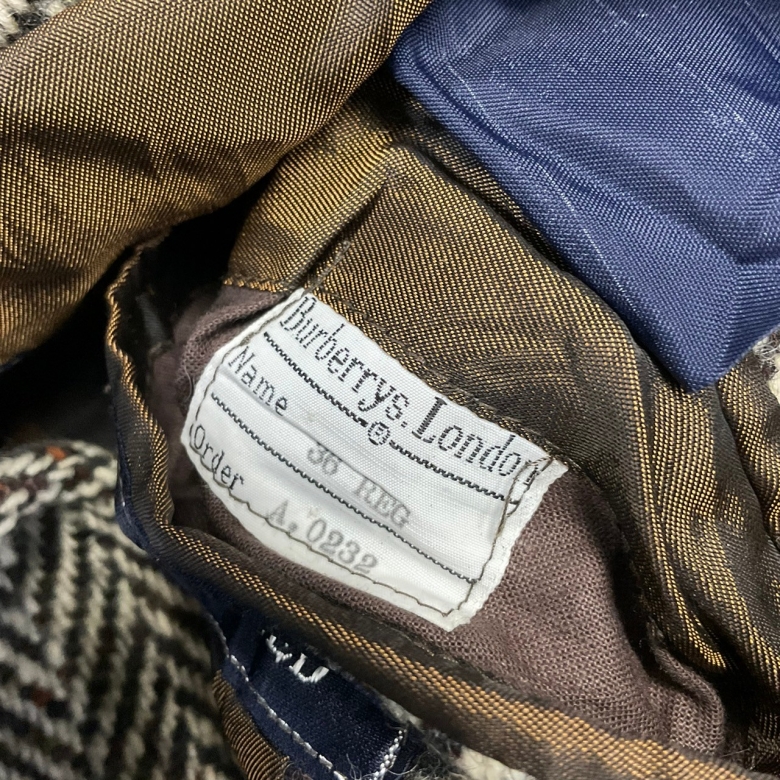 Burberrys. London
®
Name
36 REG
Order
A. 0232